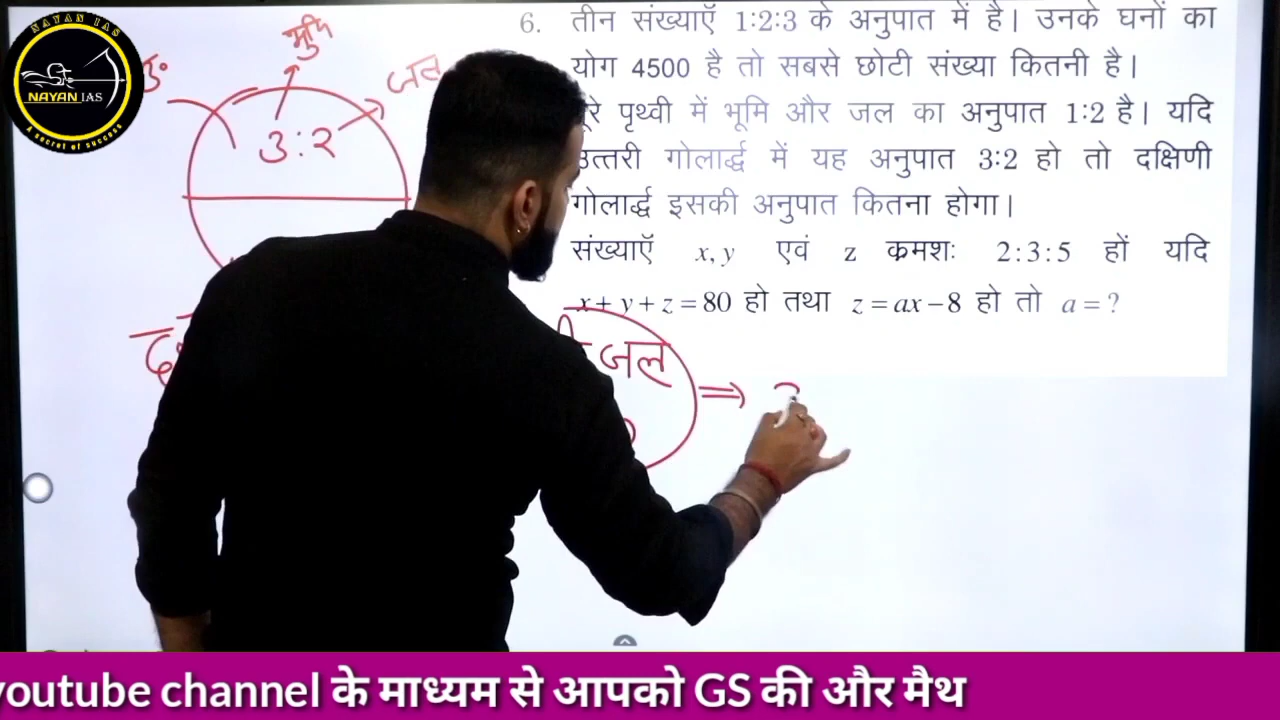 NAYAN IAS
NAYAN IAS
A secret of success
भूमि
जल
3:2
6. तीन संख्याएँ 1:2:3 के अनुपात में है। उनके घनों का
योग 4500 है तो सबसे छोटी संख्या कितनी है।
पृथ्वी में भूमि और जल का अनुपात 1:2 है। यदि
उत्तरी गोलार्द्ध में यह अनुपात 3:2 हो तो दक्षिणी
गोलार्द्ध इसकी अनुपात कितना होगा।
संख्याएँ x, y एवं z क्रमशः 2:3:5 हों यदि
x + y + z = 80 हो तथा z = ax – 8 हो तो a = ?
जल
youtube channel के माध्यम से आपको GS की और मैथ